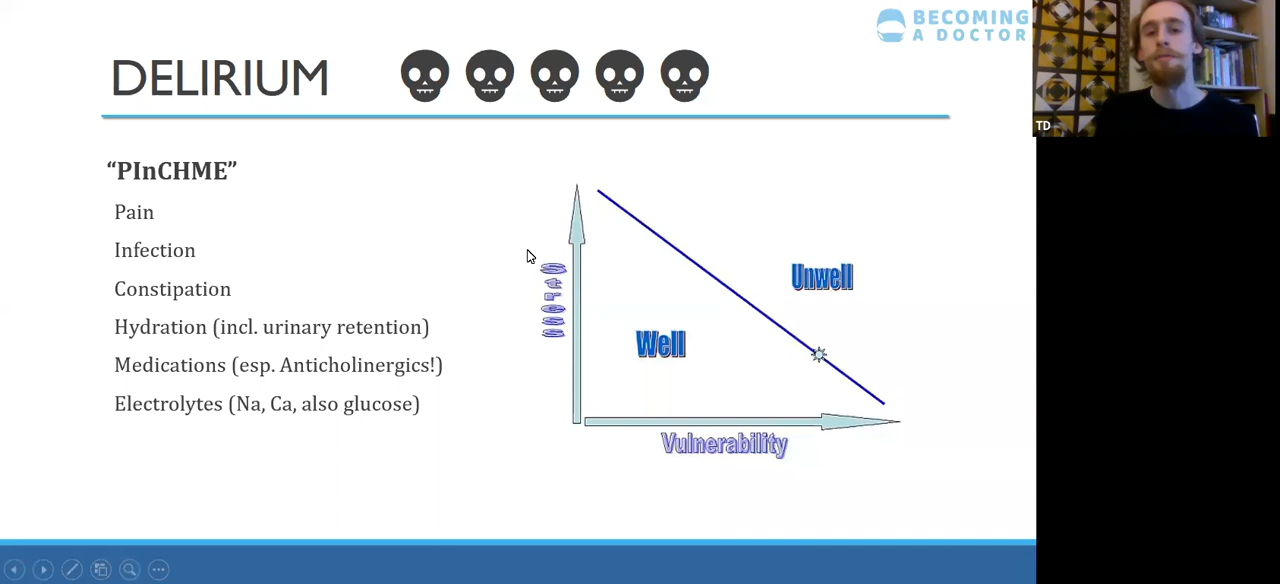 BECOMING
A DOCTOR
DELIRIUM
TD
“PInCHME”
Pain
Infection
Constipation
Hydration (incl. urinary retention)
Medications (esp. Anticholinergics!)
Electrolytes (Na, Ca, also glucose)
Stress
Unwell
Well
Vulnerability